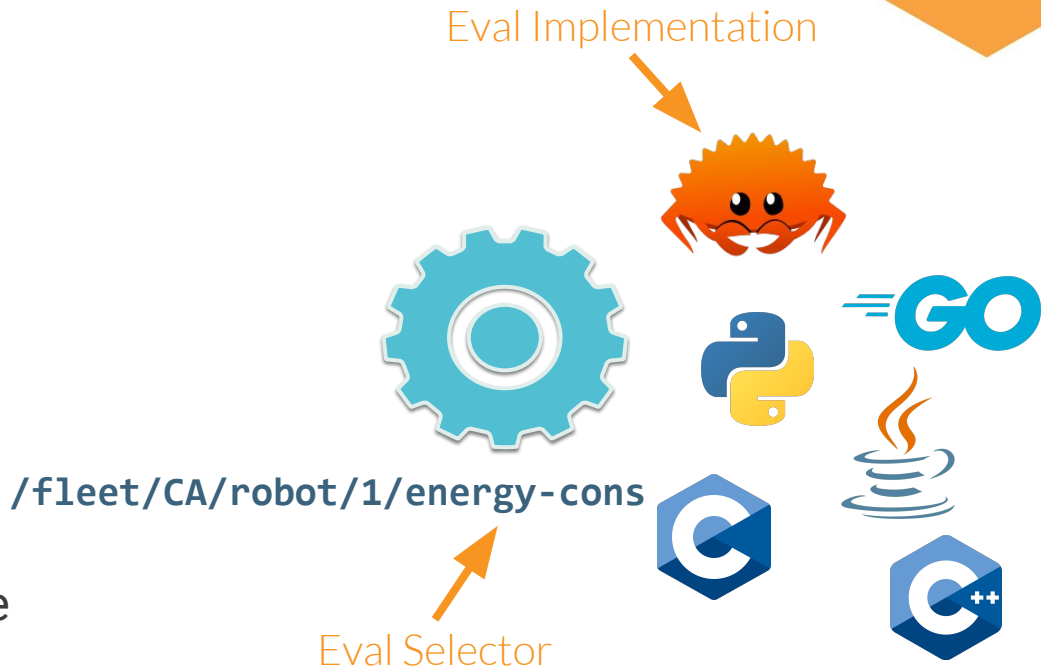 Eval Implementation
GO
/fleet/CA/robot/1/energy-cons
C
C++
e
Eval Selector